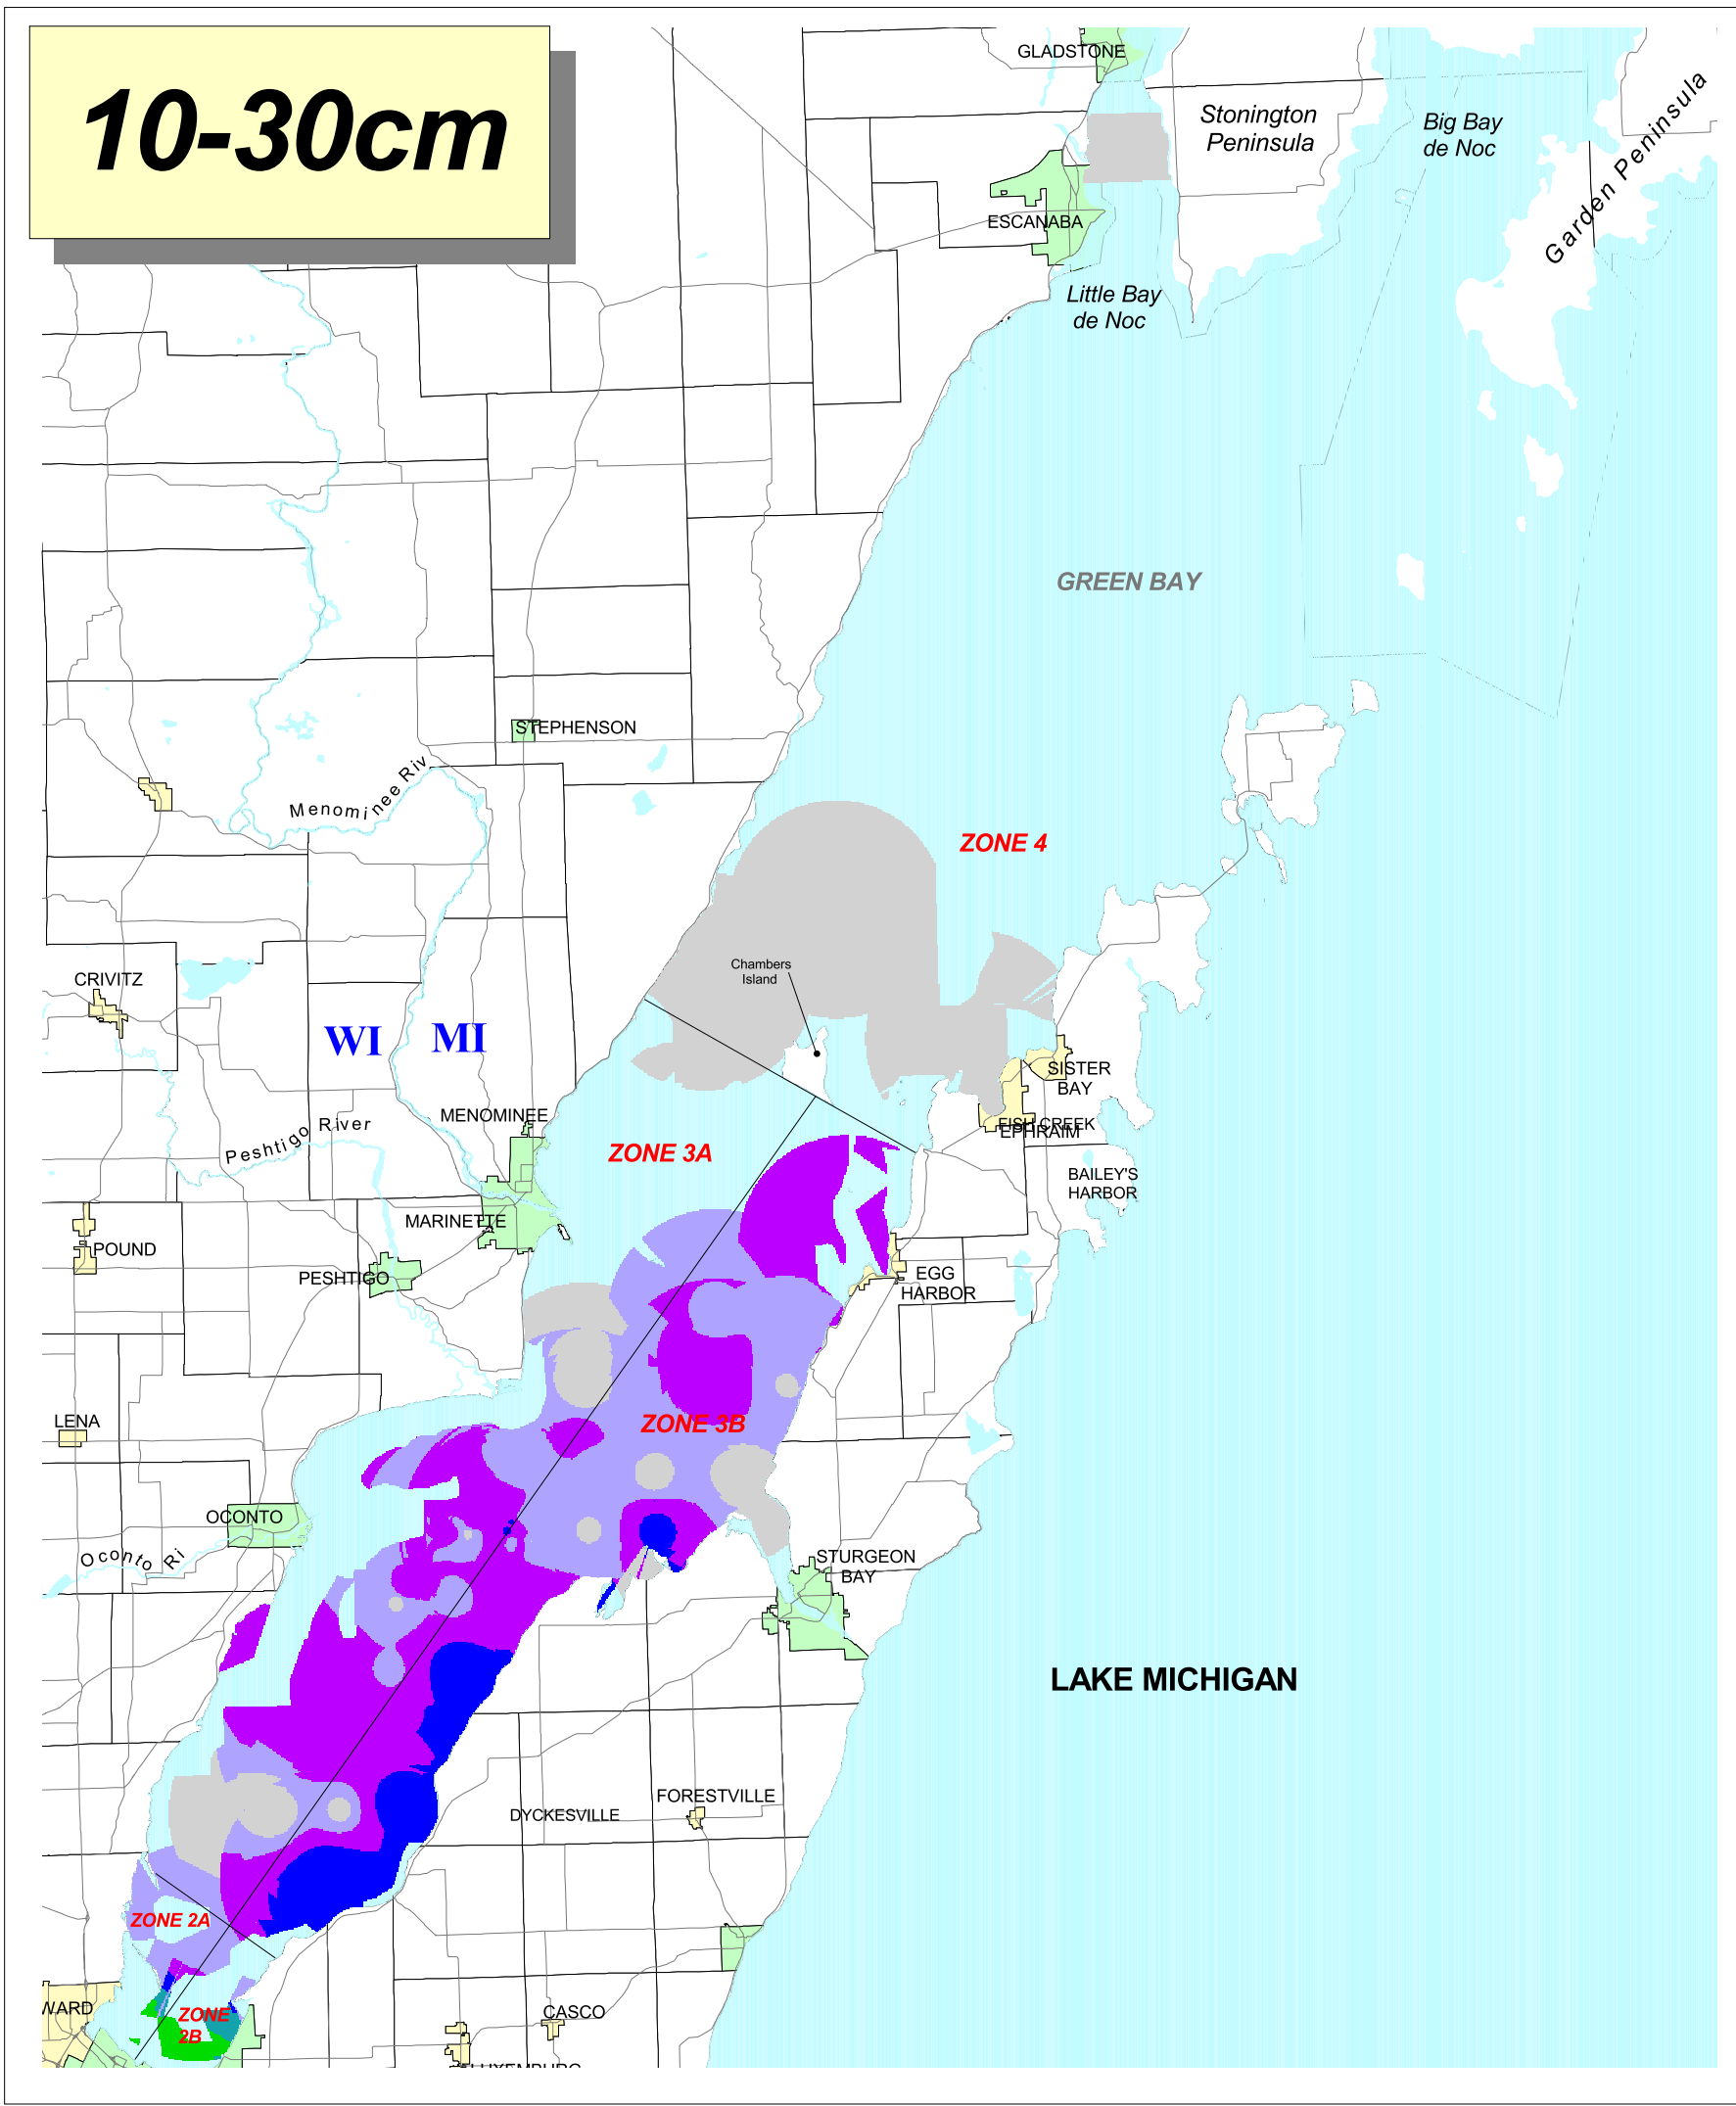 10-30cm
GLADSTONE
Stonington
Peninsula
Big Bay
de Noc
Garden Peninsula
ESCANABA
Little Bay
de Noc
GREEN BAY
STEPHENSON
Menominee Riv
ZONE 4
Chambers
Island
CRIVITZ
WI
MI
SISTER
BAY
MENOMINEE
FISH CREEK
EPHRAIM
Peshtigo River
ZONE 3A
BAILEY'S
HARBOR
MARINETTE
POUND
PESHTIGO
EGG
HARBOR
LENA
ZONE 3B
OCONTO
Oconto Ri
STURGEON
BAY
LAKE MICHIGAN
FORESTVILLE
DYCKESVILLE
ZONE 2A
WARD
ZONE
2B
CASCO
LUXEMBURG